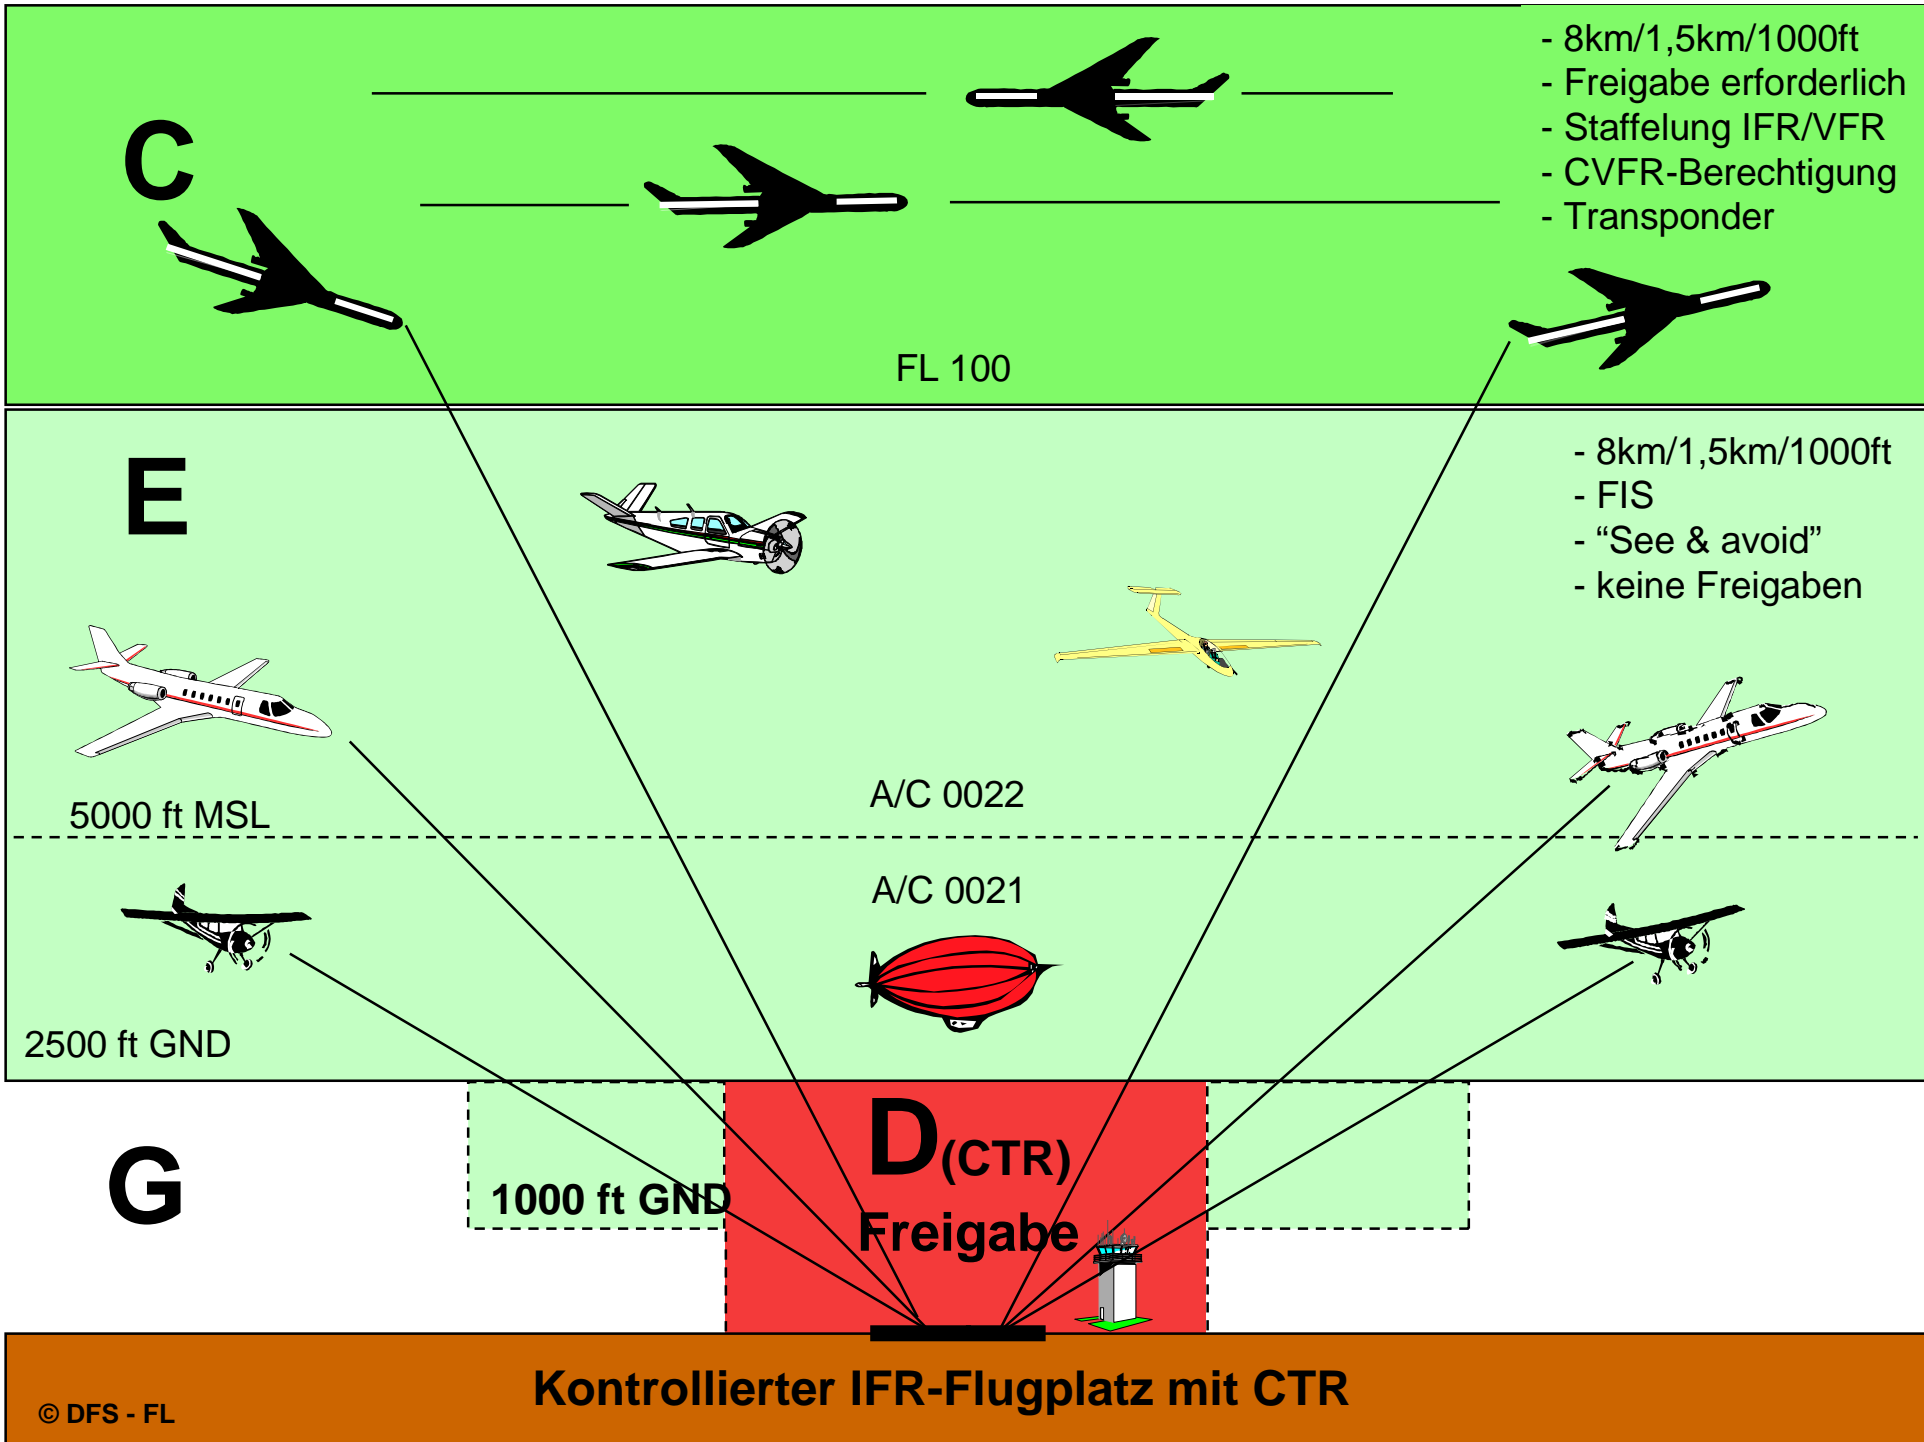 C
- 8km/1,5km/1000ft
- Freigabe erforderlich
- Staffelung IFR/VFR
- CVFR-Berechtigung
- Transponder
FL 100
E
- 8km/1,5km/1000ft
- FIS
- “See & avoid”
- keine Freigaben
5000 ft MSL
A/C 0022
A/C 0021
2500 ft GND
G
1000 ft GND
D(CTR)
Freigabe
Kontrollierter IFR-Flugplatz mit CTR
© DFS - FL